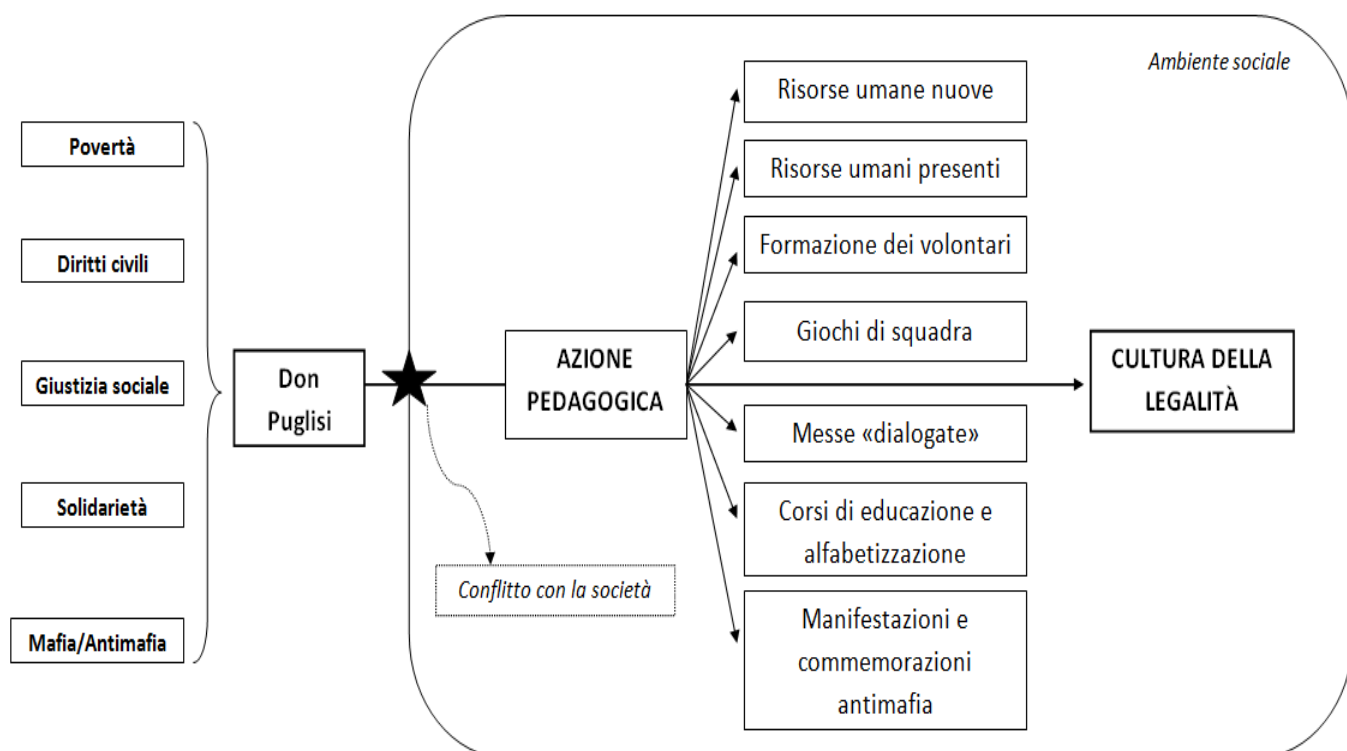 Ambiente sociale
Povertà
Diritti civili
Giustizia sociale
Solidarietà
Mafia/Antimafia
Don
Puglisi
Conflitto con la società
AZIONE
PEDAGOGICA
Risorse umane nuove
Risorse umani presenti
Formazione dei volontari
Giochi di squadra
Messe «dialogate»
Corsi di educazione e
alfabetizzazione
Manifestazioni e
commemorazioni
antimafia
CULTURA DELLA
LEGALITÀ